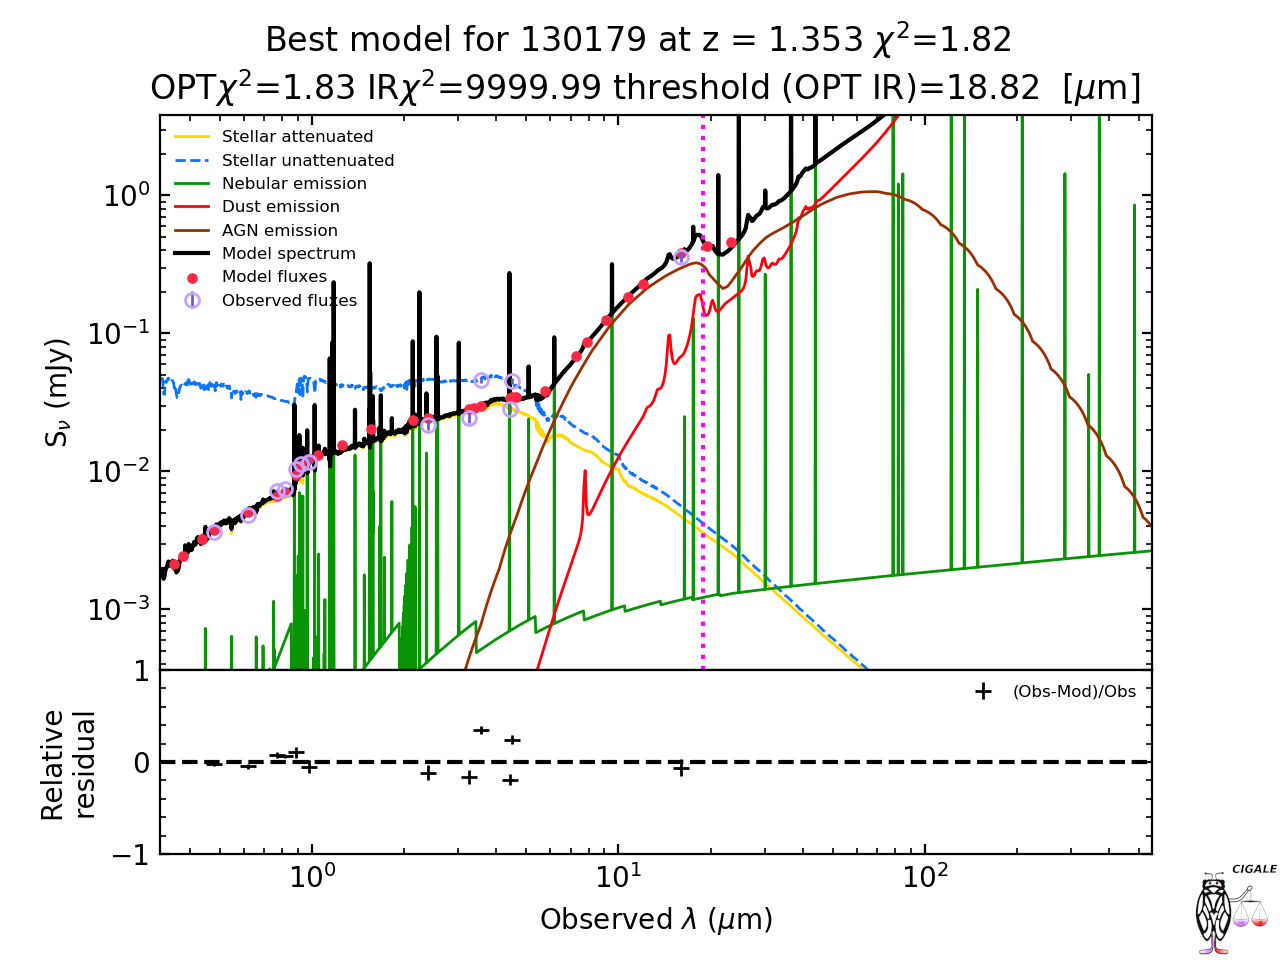 Best model for 130179 at z = 1.353 χ²=1.82
OPTχ²=1.83 IRχ²=9999.99 threshold (OPT IR)=18.82 [μm]
Stellar attenuated
Stellar unattenuated
Nebular emission
Dust emission
AGN emission
Model spectrum
Model fluxes
Observed fluxes
10⁰
10⁻¹
10⁻²
10⁻³
S_ν (mJy)
(Obs-Mod)/Obs
1
0
−1
Relative
residual
10⁰ 10¹ 10²
Observed λ (μm)
CIGALE